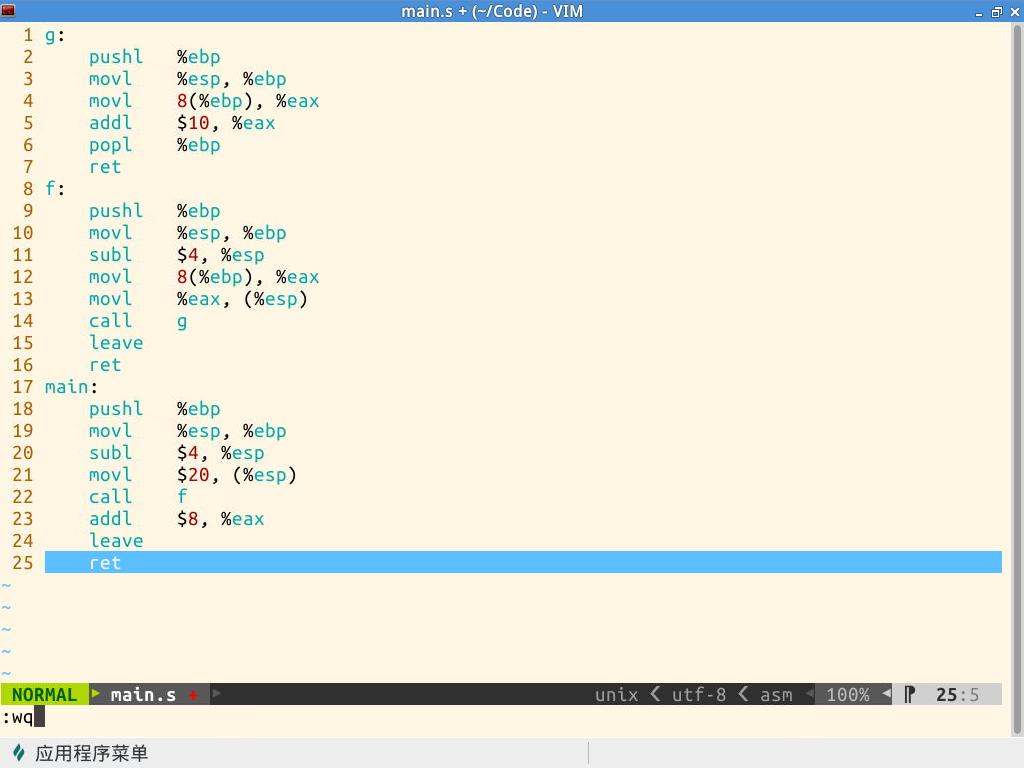 main.s + (~/Code) - VIM
1 g:
2     pushl   %ebp
3     movl    %esp, %ebp
4     movl    8(%ebp), %eax
5     addl    $10, %eax
6     popl    %ebp
7     ret
8 f:
9     pushl   %ebp
10     movl    %esp, %ebp
11     subl    $4, %esp
12     movl    8(%ebp), %eax
13     movl    %eax, (%esp)
14     call    g
15     leave
16     ret
17 main:
18     pushl   %ebp
19     movl    %esp, %ebp
20     subl    $4, %esp
21     movl    $20, (%esp)
22     call    f
23     addl    $8, %eax
24     leave
25     ret
~
~
~
~
~
NORMAL main.s + unix utf-8 asm 100% 25:5
:wq
应用程序菜单